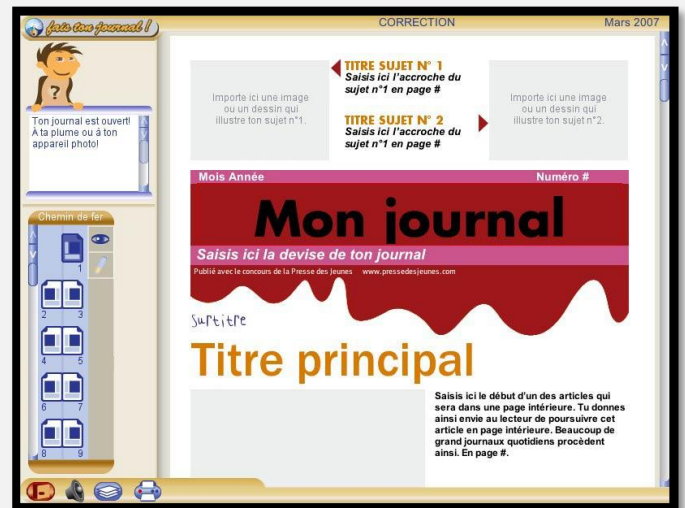 fais ton journal !
CORRECTION
Mars 2007
?
Ton journal est ouvert!
À ta plume ou á ton
appareil photo!
Chemin de fer
1
2 3
4 5
6 7
8 9
Importe ici une image
ou un dessin qui
illustre ton sujet n°1.
TITRE SUJET N° 1
Saisis ici l'accroche du
sujet n°1 en page #
TITRE SUJET N° 2
Saisis ici l'accroche du
sujet n°1 en page #
Importe ici une image
ou un dessin qui
illustre ton sujet n°2.
Mois Année
Numéro #
Mon journal
Saisis ici la devise de ton journal
Publié avec le concours de la Presse des Jeunes www.pressedesjeunes.com
Surtitre
Titre principal
Saisis ici le début d'un des articles qui
sera dans une page intérieure. Tu donnes
ainsi envie au lecteur de poursuivre cet
article en page intérieure. Beaucoup de
grand journaux quotidiens procèdent
ainsi. En page #.